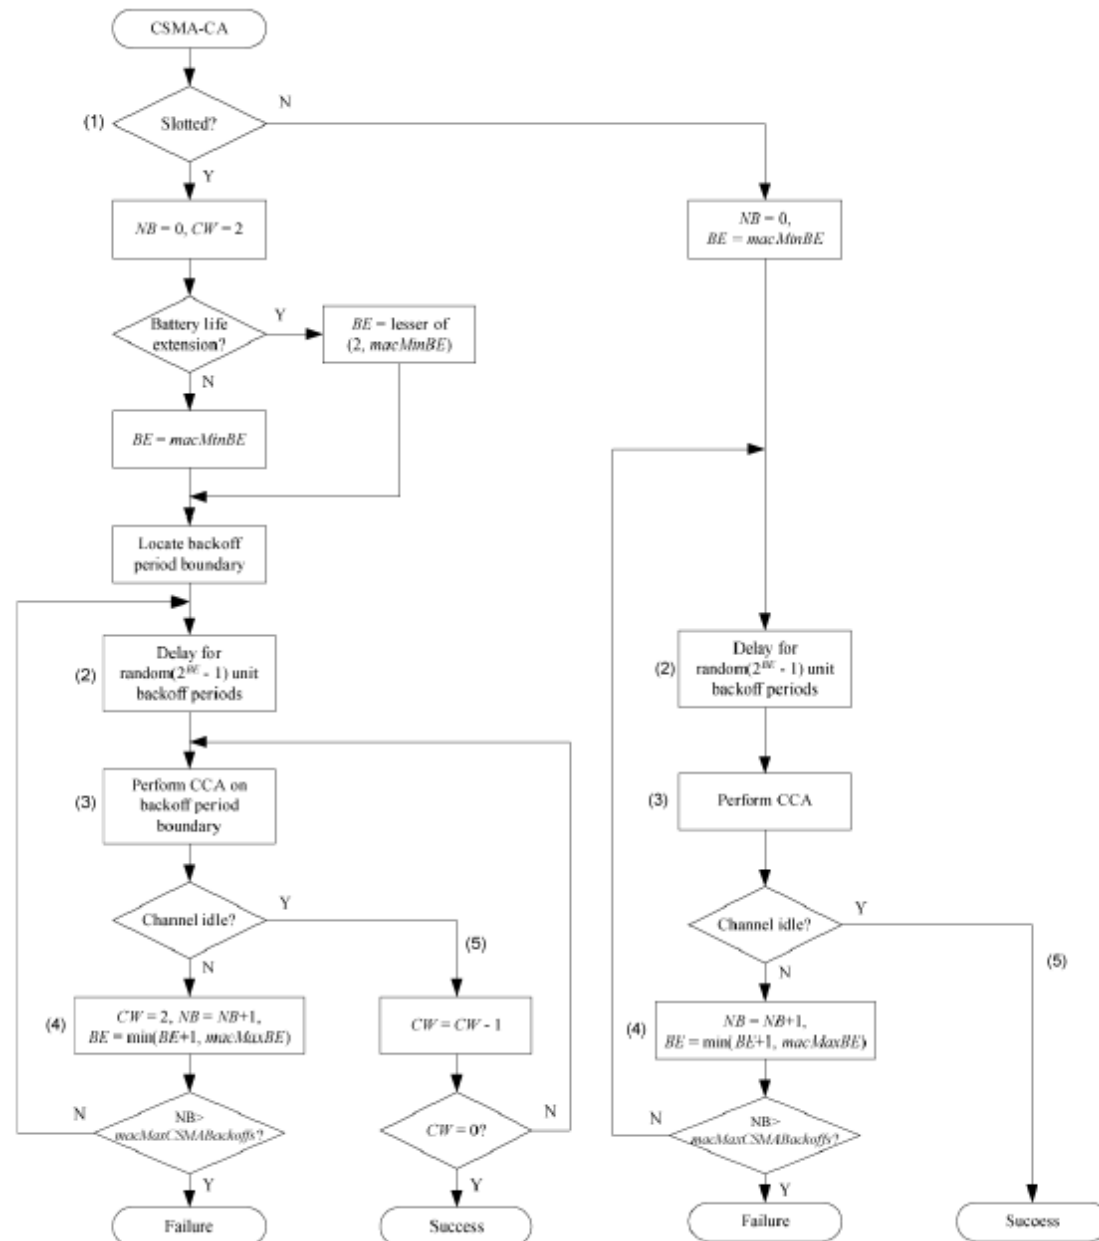 CSMA-CA
N
(1)
Slotted?
Y
NB = 0, CW = 2
NB = 0,
BE = macMinBE
Y
Battery life
extension?
BE = lesser of
(2, macMinBE)
N
BE = macMinBE
Locate backoff
period boundary
(2)
Delay for
random(2^BE - 1) unit
backoff periods
(2)
Delay for
random(2^BE - 1) unit
backoff periods
(3)
Perform CCA on
backoff period
boundary
(3)
Perform CCA
Channel idle?
Y
(5)
N
Channel idle?
Y
(5)
N
(4)
CW = 2, NB = NB+1,
BE = min(BE+1, macMaxBE)
CW = CW - 1
(4)
NB = NB+1,
BE = min(BE+1, macMaxBE)
N
NB>
macMaxCSMABackoffs?
Y
CW = 0?
N
Y
N
NB>
macMaxCSMABackoffs?
Y
Failure
Success
Failure
Success